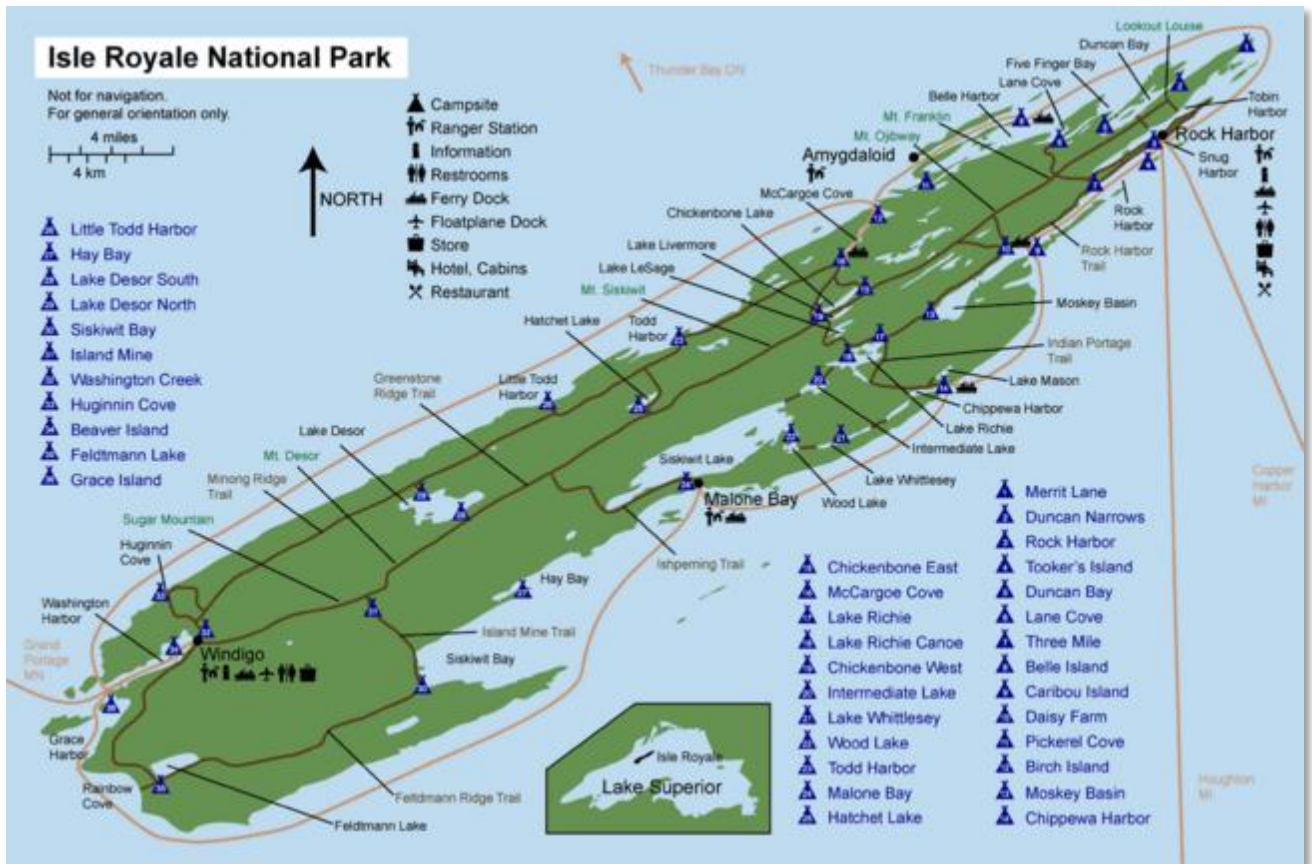 Isle Royale National Park
Not for navigation.
For general orientation only.
4 miles
4 km
NORTH
Campsite
Ranger Station
Information
Restrooms
Ferry Dock
Floatplane Dock
Store
Hotel, Cabins
Restaurant
Little Todd Harbor
Hay Bay
Lake Desor South
Lake Desor North
Siskiwit Bay
Island Mine
Washington Creek
Huginnin Cove
Beaver Island
Feldtmann Lake
Grace Island
Thunder Bay ON
Lookout Louise
Duncan Bay
Five Finger Bay
Lane Cove
Belle Harbor
Mt. Franklin
Mt. Ojibway
Amygdaloid
McCargoe Cove
Chickenbone Lake
Lake Livermore
Lake LeSage
Mt. Siskiwit
Hatchet Lake
Todd
Harbor
Little Todd
Harbor
Greenstone
Ridge Trail
Lake Desor
Mt. Desor
Minong Ridge
Trail
Sugar Mountain
Huginnin
Cove
Washington
Harbor
Grand
Portage
MN
Windigo
Grace
Harbor
Rainbow
Cove
Feldtmann Lake
Feldtmann Ridge Trail
Siskiwit Bay
Island Mine Trail
Hay Bay
Ishpeming Trail
Siskiwit Lake
Malone Bay
Wood Lake
Lake Whittlesey
Intermediate Lake
Lake Richie
Chippewa Harbor
Lake Mason
Indian Portage
Trail
Moskey Basin
Rock Harbor
Trail
Rock
Harbor
Snug
Harbor
Rock Harbor
Tobin
Harbor
Copper
Harbor
MI
Houghton
MI
Isle Royale
Lake Superior
Chickenbone East
McCargoe Cove
Lake Richie
Lake Richie Canoe
Chickenbone West
Intermediate Lake
Lake Whittlesey
Wood Lake
Todd Harbor
Malone Bay
Hatchet Lake
Merrit Lane
Duncan Narrows
Rock Harbor
Tooker's Island
Duncan Bay
Lane Cove
Three Mile
Belle Island
Caribou Island
Daisy Farm
Pickerel Cove
Birch Island
Moskey Basin
Chippewa Harbor